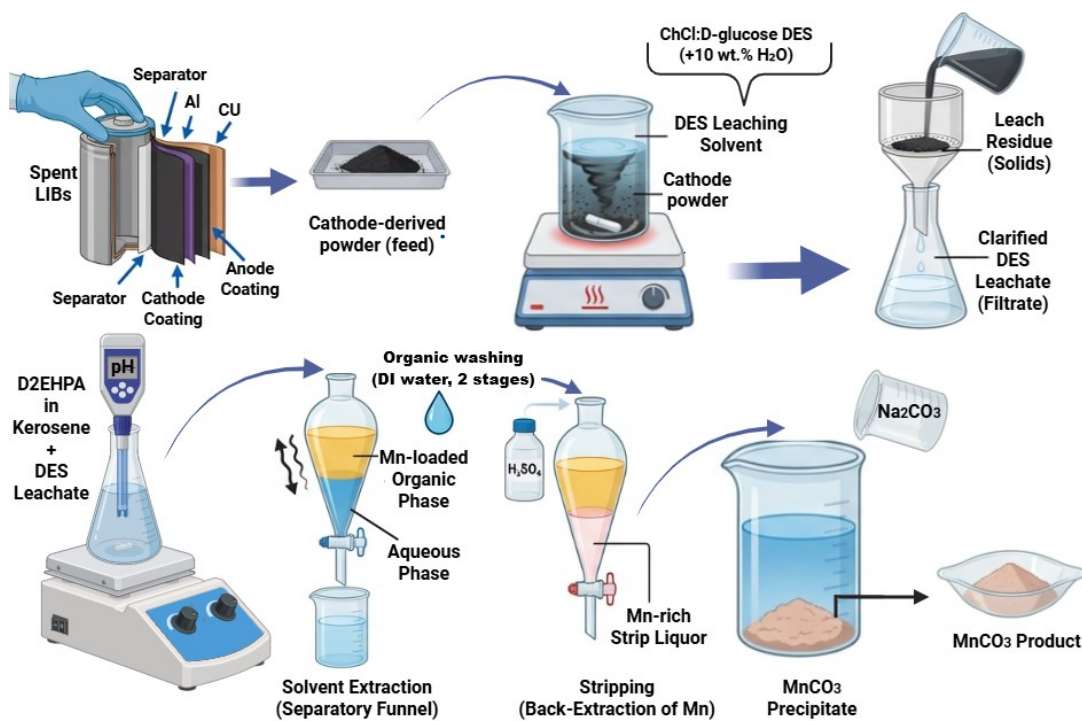 Separator
Al
CU
Spent
LIBs
Separator
Cathode
Coating
Anode
Coating
Cathode-derived
powder (feed)
ChCl:D-glucose DES
(+10 wt.% H₂O)
DES Leaching
Solvent
Cathode
powder
Leach
Residue
(Solids)
Clarified
DES
Leachate
(Filtrate)
D2EHPA
in
Kerosene
+
DES
Leachate
pH
Organic washing
(DI water, 2 stages)
Mn-loaded
Organic
Phase
Aqueous
Phase
Solvent Extraction
(Separatory Funnel)
H₂SO₄
Mn-rich
Strip Liquor
Stripping
(Back-Extraction of Mn)
Na₂CO₃
MnCO₃
Precipitate
MnCO₃ Product